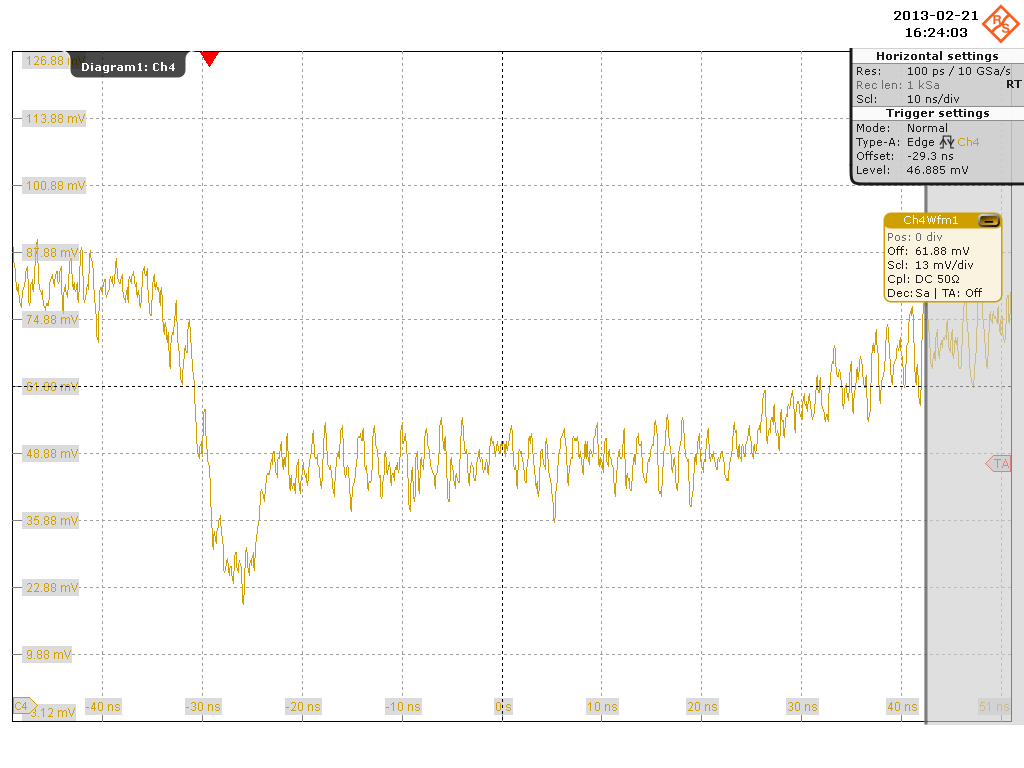 2013-02-21
16:24:03
R
S
Diagram1: Ch4
Horizontal settings
Res: 100 ps / 10 GSa/s
Rec len: 1 kSa
RT
Scl: 10 ns/div
Trigger settings
Mode: Normal
Type-A: Edge Ch4
Offset: -29.3 ns
Level: 46.885 mV
Ch4Wfm1
Pos: 0 div
Off: 61.88 mV
Scl: 13 mV/div
Cpl: DC 50Ω
Dec: Sa | TA: Off
126.88 mV
113.88 mV
100.88 mV
87.88 mV
74.88 mV
61.88 mV
48.88 mV
35.88 mV
22.88 mV
9.88 mV
-3.12 mV
TA
C4
-40 ns
-30 ns
-20 ns
-10 ns
0 s
10 ns
20 ns
30 ns
40 ns
51 ns